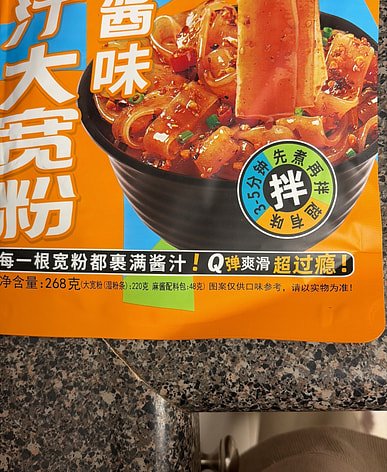 汁大宽粉
酱味
3-5分钟 先煮再拌
拌
每一根宽粉都裹满酱汁！Q弹爽滑 超过瘾！
净含量:268克(大宽粉(湿粉条):220克 麻酱配料包:48克) 图案仅供口味参考，请以实物为准！